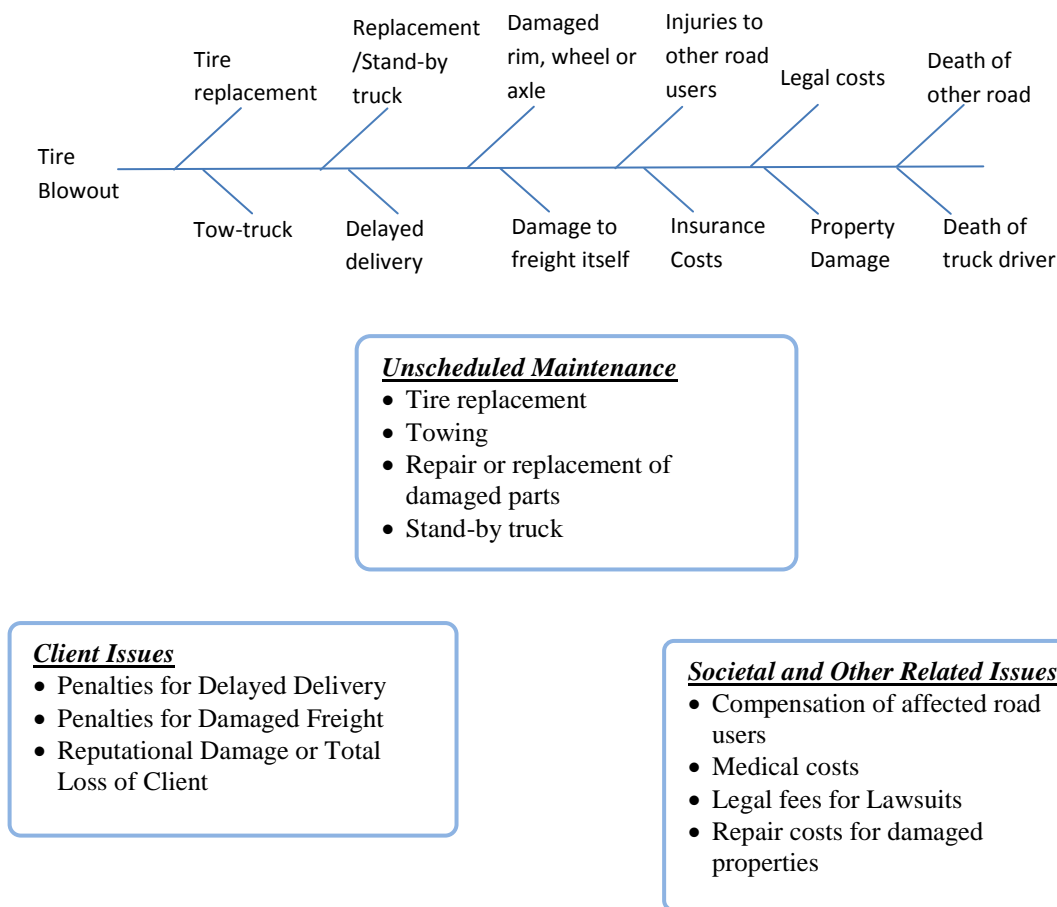 Tire
replacement
Replacement
/Stand-by
truck
Damaged
rim, wheel or
axle
Injuries to
other road
users
Legal costs
Death of
other road
Tire
Blowout
Tow-truck
Delayed
delivery
Damage to
freight itself
Insurance
Costs
Property
Damage
Death of
truck driver
Unscheduled Maintenance
• Tire replacement
• Towing
• Repair or replacement of
damaged parts
• Stand-by truck
Client Issues
• Penalties for Delayed Delivery
• Penalties for Damaged Freight
• Reputational Damage or Total
Loss of Client
Societal and Other Related Issues
• Compensation of affected road
users
• Medical costs
• Legal fees for Lawsuits
• Repair costs for damaged
properties